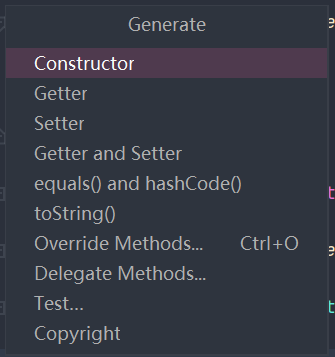 Generate
Constructor
Getter
Setter
Getter and Setter
equals() and hashCode()
toString()
Override Methods... Ctrl+O
Delegate Methods...
Test...
Copyright